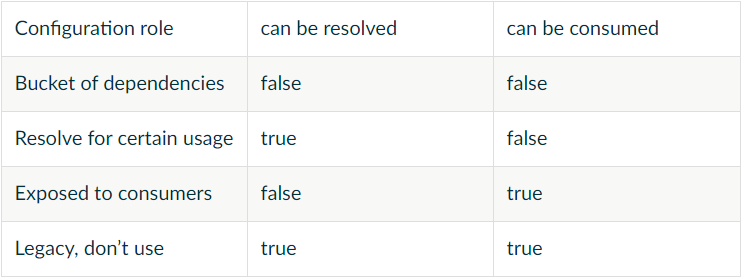 Configuration role can be resolved can be consumed
Bucket of dependencies false false
Resolve for certain usage true false
Exposed to consumers false true
Legacy, don’t use true true